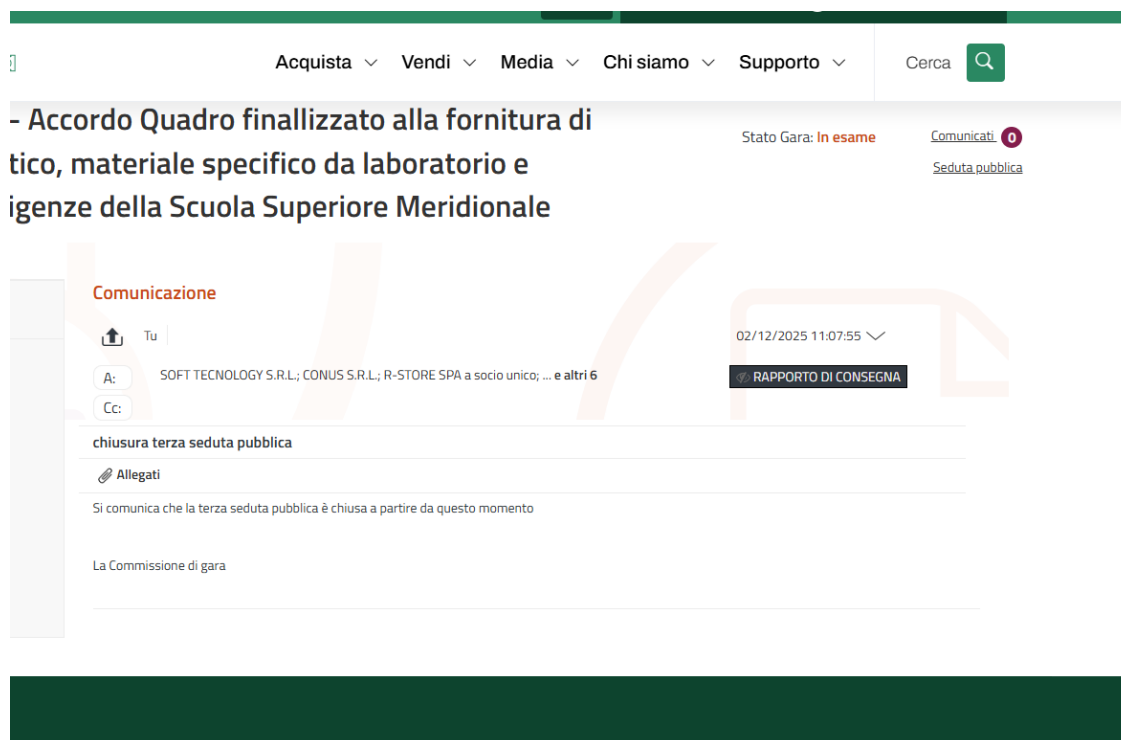 Acquista Vendi Media Chi siamo Supporto Cerca
- Accordo Quadro finallizzato alla fornitura di
tico, materiale specifico da laboratorio e
igenze della Scuola Superiore Meridionale
Stato Gara: In esame
Comunicati 0
Seduta pubblica
Comunicazione
Tu
02/12/2025 11:07:55
A: SOFT TECNOLOGY S.R.L.; CONUS S.R.L.; R-STORE SPA a socio unico; ... e altri 6
RAPPORTO DI CONSEGNA
Cc:
chiusura terza seduta pubblica
Allegati
Si comunica che la terza seduta pubblica è chiusa a partire da questo momento
La Commissione di gara